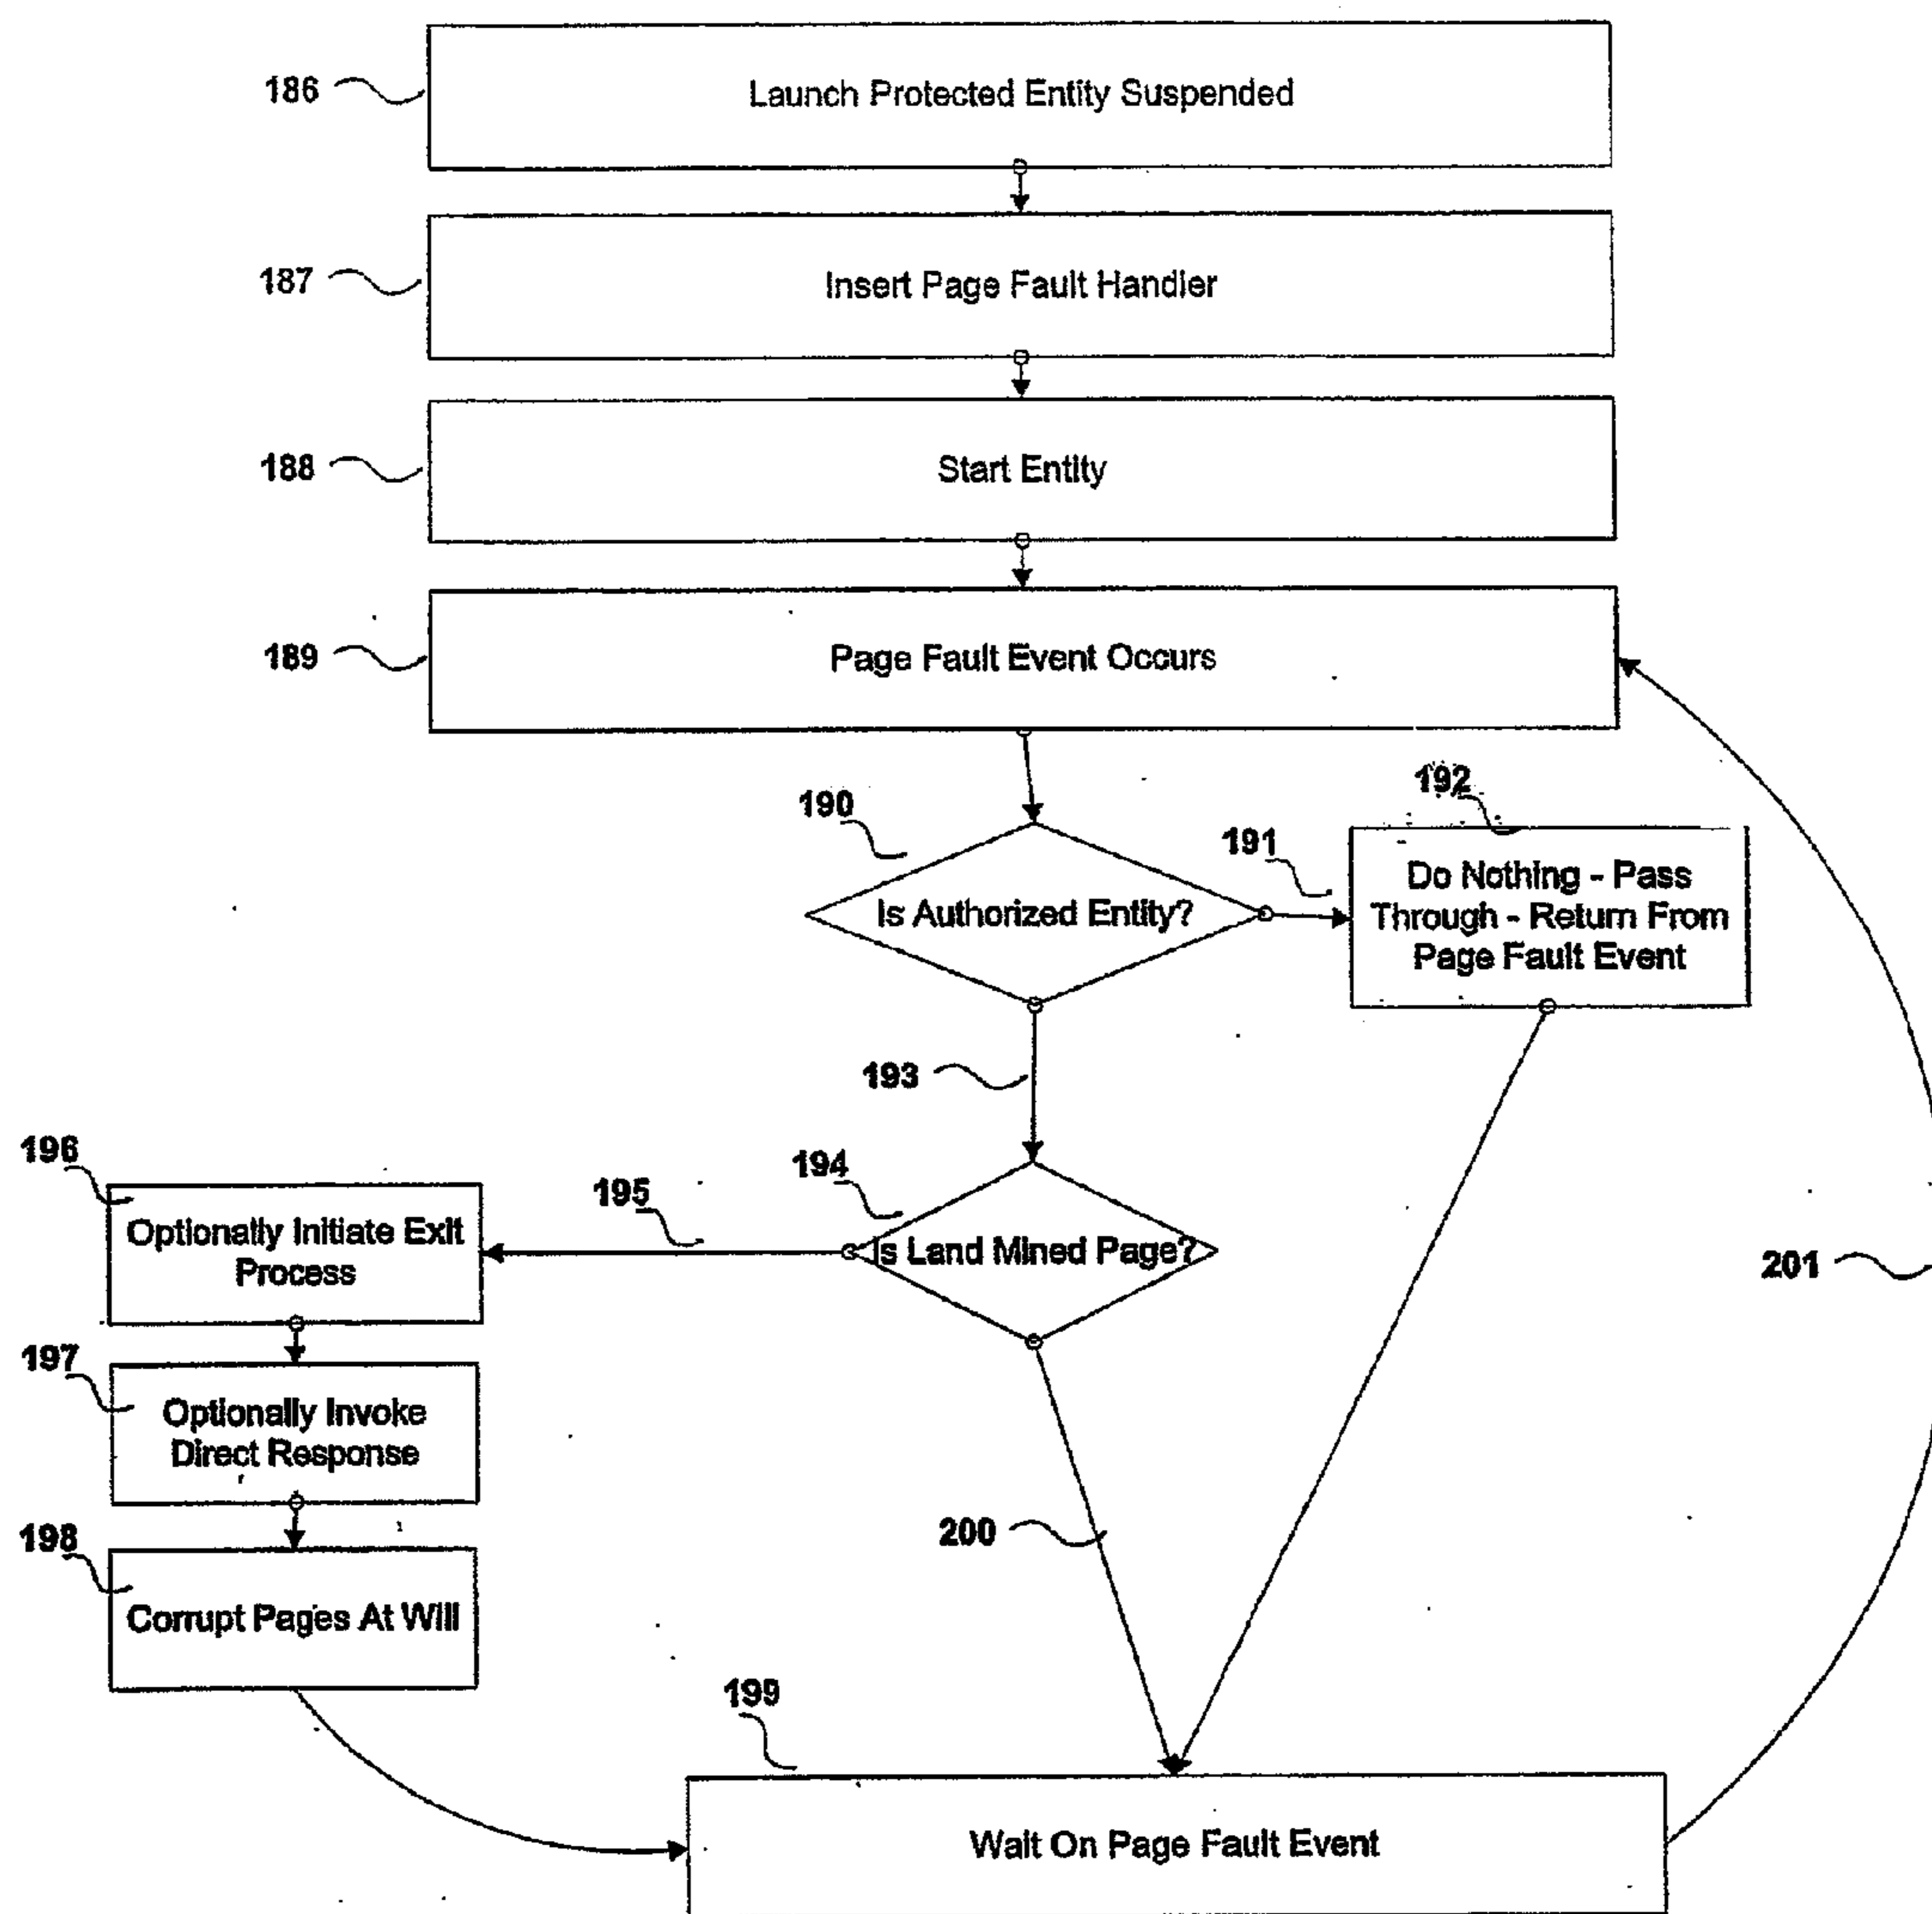 186
Launch Protected Entity Suspended
187
Insert Page Fault Handler
188
Start Entity
189
Page Fault Event Occurs
190
Is Authorized Entity?
191
192
Do Nothing - Pass
Through - Return From
Page Fault Event
193
194
Is Land Mined Page?
195
196
Optionally Initiate Exit
Process
197
Optionally Invoke
Direct Response
198
Corrupt Pages At Will
199
Wait On Page Fault Event
200
201